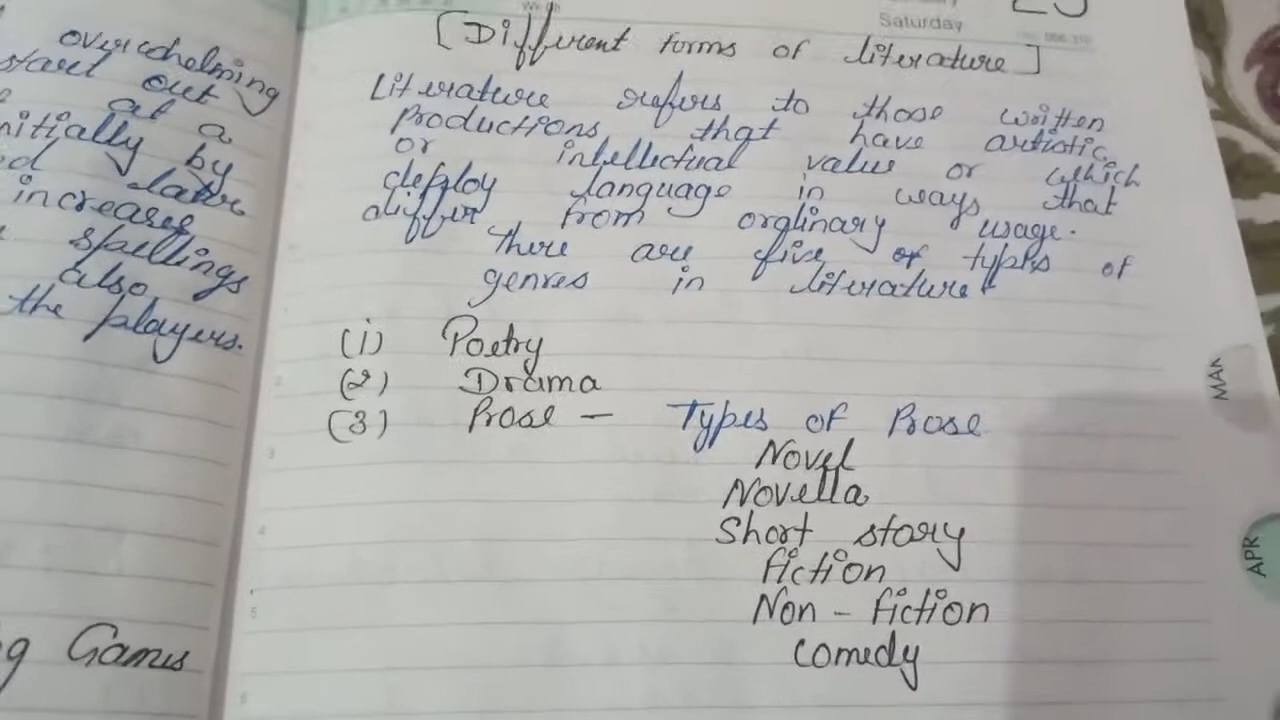 overwhelming
start out
at a
initially by
later
increases
spellings
also
the players.
g Games
Saturday
[Different forms of literature]
Literature refers to those written
Productions, that have artistic
or intellectual value or which
deploy language in ways that
differ from ordinary usage.
There are five of types of
genres in literature
(i) Poetry
(2) Drama
(3) Prose – Types of Prose
Novel
Novella
Short story
fiction
Non - fiction
Comedy
MAR
APR